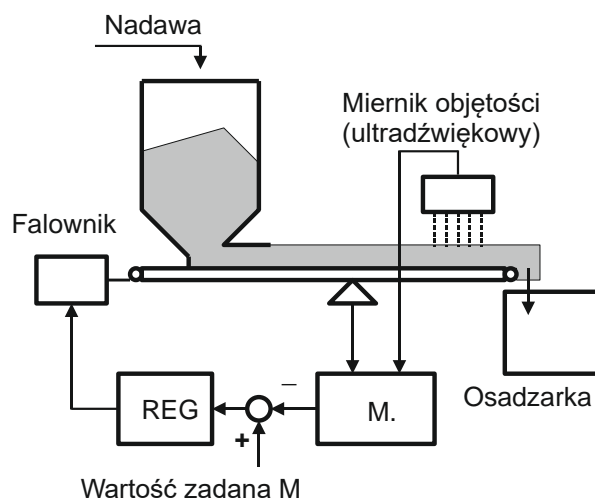 Nadawa
Miernik objętości
(ultradźwiękowy)
Falownik
Osadzarka
REG
–
M.
+
Wartość zadana M